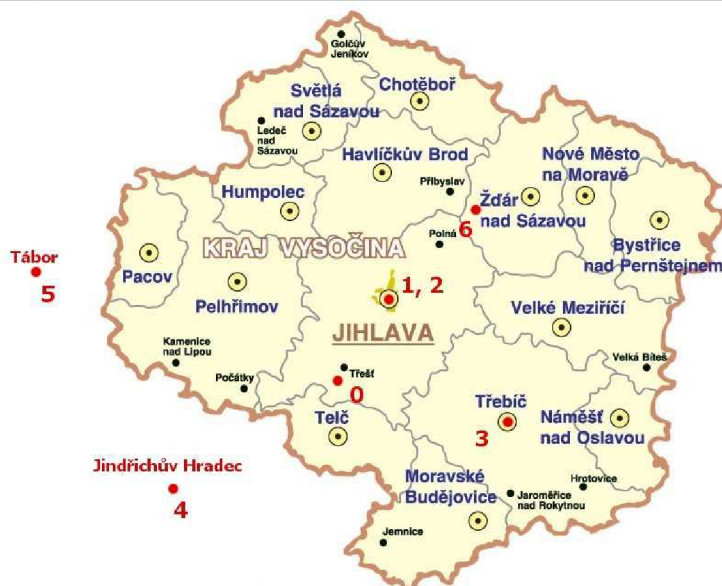 Golčův
Jeníkov
Světlá
nad Sázavou
Chotěboř
Ledeč
nad
Sázavou
Havlíčkův Brod
Nové Město
na Moravě
Přibyslav
Humpolec
Žďár
nad Sázavou
6
KRAJ VYSOČINA
Polná
Bystřice
nad Pernštejnem
Tábor
5
Pacov
Pelhřimov
1, 2
Velké Meziříčí
JIHLAVA
Kamenice
nad Lipou
Velká Bíteš
Počátky
Třešť
0
Telč
Třebíč
3
Náměšť
nad Oslavou
Jindřichův Hradec
4
Moravské
Budějovice
Hrotovice
Jaroměřice
nad Rokytnou
Jemnice